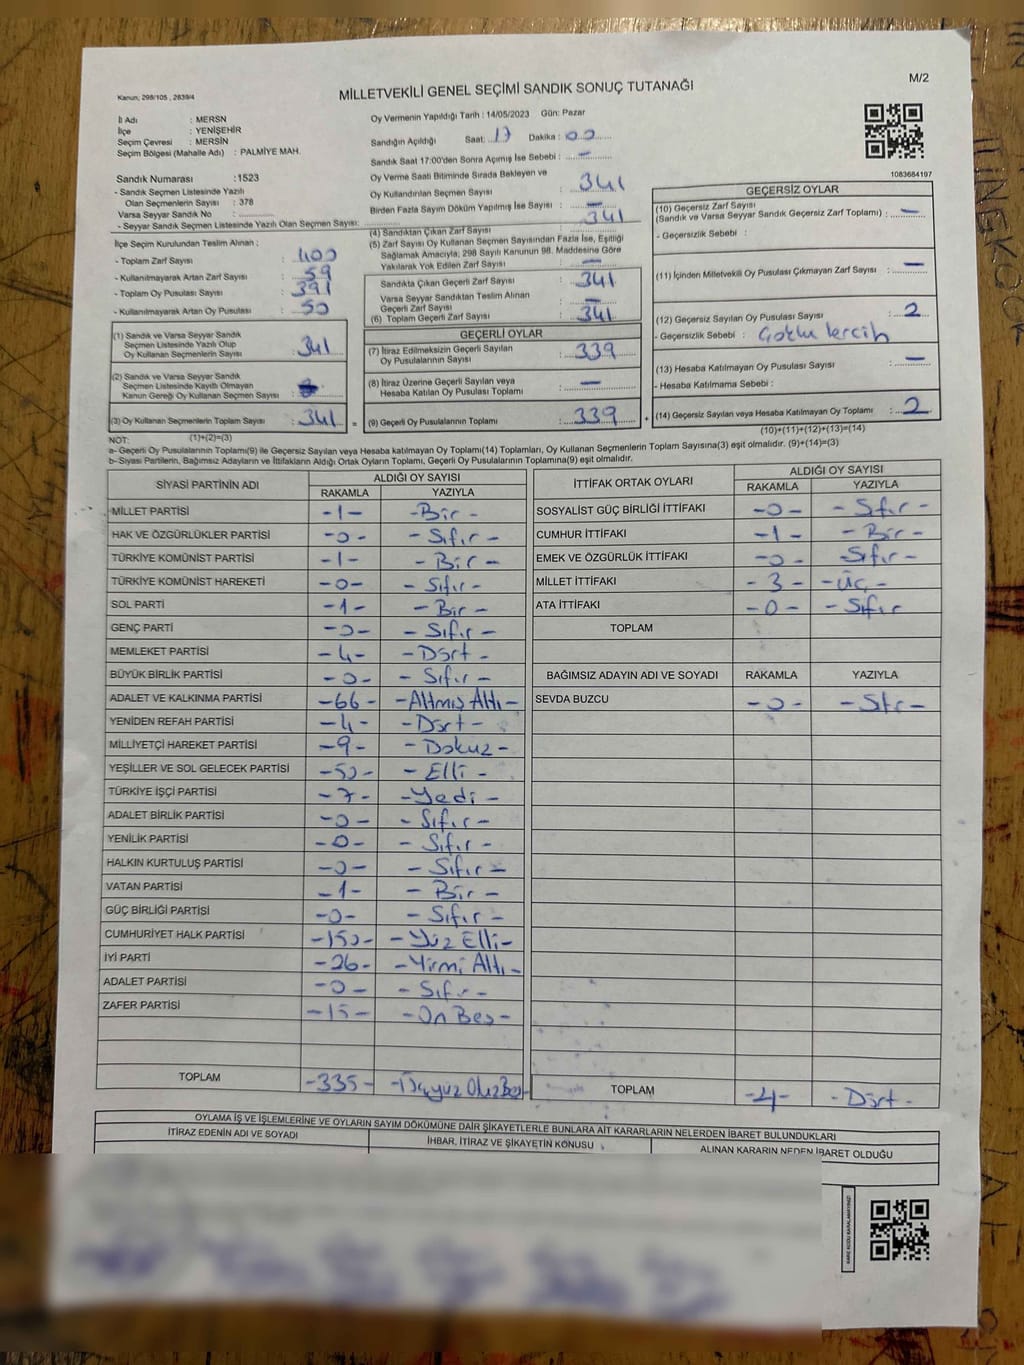 M/2
Kanun, 298/105 , 2839/4
MİLLETVEKİLİ GENEL SEÇİMİ SANDIK SONUÇ TUTANAĞI
İl Adı : MERSN
İlçe : YENİŞEHİR
Seçim Çevresi : MERSİN
Seçim Bölgesi (Mahalle Adı) : PALMİYE MAH.
Sandık Numarası : 1523
- Sandık Seçmen Listesinde Yazılı
Olan Seçmenlerin Sayısı : 378
Varsa Seyyar Sandık No :
- Seyyar Sandık Seçmen Listesinde Yazılı Olan Seçmen Sayısı:
İlçe Seçim Kurulundan Teslim Alınan ;
- Toplam Zarf Sayısı : 400
- Kullanılmayarak Artan Zarf Sayısı : 59
- Toplam Oy Pusulası Sayısı : 391
- Kullanılmayarak Artan Oy Pusulası : 50
Oy Vermenin Yapıldığı Tarih : 14/05/2023 Gün: Pazar
Sandığın Açıldığı Saat: 17 Dakika : 00
Sandık Saat 17:00'den Sonra Açımış İse Sebebi : -
Oy Verme Saati Bitiminde Sırada Bekleyen ve
Oy Kullandırılan Seçmen Sayısı : 341
Birden Fazla Sayım Döküm Yapılmış İse Sayısı : -
(4) Sandıktan Çıkan Zarf Sayısı : 341
(5) Zarf Sayısı Oy Kullanan Seçmen Sayısından Fazla İse, Eşitliği
Sağlamak Amacıyla; 298 Sayılı Kanunun 98. Maddesine Göre
Yakılarak Yok Edilen Zarf Sayısı : -
Sandıkta Çıkan Geçerli Zarf Sayısı : 341
Varsa Seyyar Sandıktan Teslim Alınan
Geçerli Zarf Sayısı : -
(6) Toplam Geçerli Zarf Sayısı : 341
1083684197
GEÇERSİZ OYLAR
(10) Geçersiz Zarf Sayısı
(Sandık ve Varsa Seyyar Sandık Geçersiz Zarf Toplamı) : -
- Geçersizlik Sebebi :
(11) İçinden Milletvekili Oy Pusulası Çıkmayan Zarf Sayısı : -
(12) Geçersiz Sayılan Oy Pusulası Sayısı : 2
- Geçersizlik Sebebi :
(13) Hesaba Katılmayan Oy Pusulası Sayısı : -
- Hesaba Katılmama Sebebi :
(14) Geçersiz Sayılan veya Hesaba Katılmayan Oy Toplamı : 2
(10)+(11)+(12)+(13)=(14)
(1) Sandık ve Varsa Seyyar Sandık
Seçmen Listesinde Yazılı Olup
Oy Kullanan Seçmenlerin Sayısı : 341
(2) Sandık ve Varsa Seyyar Sandık
Seçmen Listesinde Kayıtlı Olmayan
Kanun Gereği Oy Kullanan Seçmen Sayısı :
(3) Oy Kullanan Seçmenlerin Toplam Sayısı : 341 =
(1)+(2)=(3)
GEÇERLİ OYLAR
(7) İtiraz Edilmeksizin Geçerli Sayılan
Oy Pusulalarının Sayısı : 339
(8) İtiraz Üzerine Geçerli Sayılan veya
Hesaba Katılan Oy Pusulası Toplamı : -
(9) Geçerli Oy Pusulalarının Toplamı : 339 +
NOT:
a- Geçerli Oy Pusulalarının Toplamı(9) ile Geçersiz Sayılan veya Hesaba katılmayan Oy Toplamı(14) Toplamları, Oy Kullanan Seçmenlerin Toplam Sayısına(3) eşit olmalıdır. (9)+(14)=(3)
b- Siyasi Partilerin, Bağımsız Adayların ve İttifakların Aldığı Ortak Oyların Toplamı, Geçerli Oy Pusulalarının Toplamına(9) eşit olmalıdır.
SİYASİ PARTİNİN ADI ALDIĞI OY SAYISI
RAKAMLA YAZIYLA
MİLLET PARTİSİ -1- -Bir-
HAK VE ÖZGÜRLÜKLER PARTİSİ -0- -Sıfır-
TÜRKİYE KOMÜNİST PARTİSİ -1- -Bir-
TÜRKİYE KOMÜNİST HAREKETİ -0- -Sıfır-
SOL PARTİ -1- -Bir-
GENÇ PARTİ -0- -Sıfır-
MEMLEKET PARTİSİ -4- -Dört-
BÜYÜK BİRLİK PARTİSİ -0- -Sıfır-
ADALET VE KALKINMA PARTİSİ -66- -Altmış Altı-
YENİDEN REFAH PARTİSİ -4- -Dört-
MİLLİYETÇİ HAREKET PARTİSİ -9- -Dokuz-
YEŞİLLER VE SOL GELECEK PARTİSİ -50- -Elli-
TÜRKİYE İŞÇİ PARTİSİ -7- -Yedi-
ADALET BİRLİK PARTİSİ -0- -Sıfır-
YENİLİK PARTİSİ -0- -Sıfır-
HALKIN KURTULUŞ PARTİSİ -0- -Sıfır-
VATAN PARTİSİ -1- -Bir-
GÜÇ BİRLİĞİ PARTİSİ -0- -Sıfır-
CUMHURİYET HALK PARTİSİ -150- -Yüz Elli-
İYİ PARTİ -26- -Yirmi Altı-
ADALET PARTİSİ -0- -Sıfır-
ZAFER PARTİSİ -15- -On Beş-
TOPLAM -335-
İTTİFAK ORTAK OYLARI ALDIĞI OY SAYISI
RAKAMLA YAZIYLA
SOSYALİST GÜÇ BİRLİĞİ İTTİFAKI -0- -Sıfır-
CUMHUR İTTİFAKI -1- -Bir-
EMEK VE ÖZGÜRLÜK İTTİFAKI -0- -Sıfır-
MİLLET İTTİFAKI -3- -Üç-
ATA İTTİFAKI -0- -Sıfır
TOPLAM
BAĞIMSIZ ADAYIN ADI VE SOYADI RAKAMLA YAZIYLA
SEVDA BUZCU -0- -Sıfır-
TOPLAM -4- -Dört-
OYLAMA İŞ VE İŞLEMLERİNE VE OYLARIN SAYIM DÖKÜMÜNE DAİR ŞİKAYETLERLE BUNLARA AİT KARARLARIN NELERDEN İBARET BULUNDUKLARI
İTİRAZ EDENİN ADI VE SOYADI İHBAR, İTİRAZ VE ŞİKAYETİN KONUSU ALINAN KARARIN NEDEN İBARET OLDUĞU